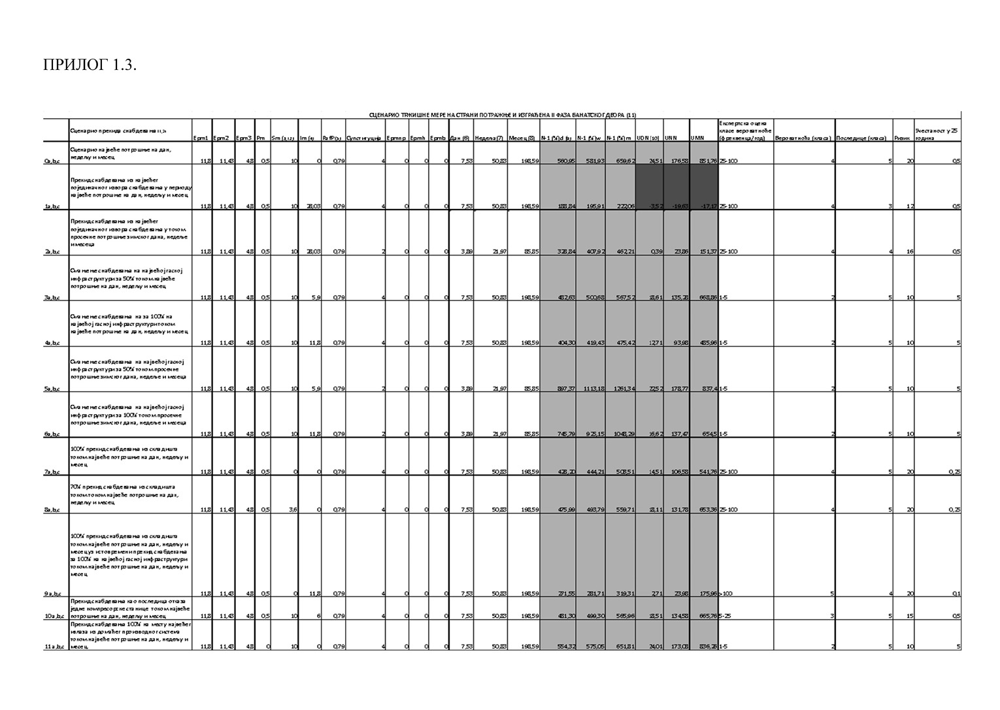 ПРИЛОГ 1.3.
СЦЕНАРИО ТРЖИШНЕ МЕРЕ НА СТРАНИ ПОТРАЖЊЕ И ИЗГРАЂЕНА II ФАЗА БАНАТСКОГ ДВОРА (11)
Сценарио прекида снабдевања (1,2) Epm1 Epm2 Epm3 Pm Sm (3,12) Im (4) RafP(5) Супституција Epmnp Epmh Epmb Дан (6) Недеља (7) Месец (8) N-1 (%)d (9) N-1 (%)w N-1 (%) m UDN (10) UNN UMN Експертска оцена класе вероватноће (фреквенца/год) Вероватноћа (класа) Последице (класа) Ризик Учестаност у 25 година
0a,b,c Сценарио највеће потрошње на дан, недељу и месец 11,8 11,43 4,8 0,5 10 0 0,79 4 0 0 0 7,53 50,83 198,59 560,95 581,93 659,62 24,51 176,58 851,76 25-100 4 5 20 0,5
1a,b,c Прекид снабдевања из највећег појединачног извора снабдевања у периоду највеће потрошње на дан, недељу и месец 11,8 11,43 4,8 0,5 10 28,03 0,79 4 0 0 0 7,53 50,83 198,59 188,84 195,91 222,06 -3,52 -19,63 -17,17 25-100 4 3 12 0,5
2a,b,c Прекид снабдевања из највећег појединачног извора снабдевања у током просечне потрошње зимског дана, недеље и месеца 11,8 11,43 4,8 0,5 10 28,03 0,79 2 0 0 0 3,89 21,97 85,85 328,84 407,92 462,21 0,39 23,86 151,37 25-100 4 4 16 0,5
3a,b,c Смањење снабдевања на највећој гасној инфраструктури за 50% током највеће потрошње на дан, недељу и месец 11,8 11,43 4,8 0,5 10 5,9 0,79 4 0 0 0 7,53 50,83 198,59 482,63 500,68 567,52 18,61 135,28 668,86 1-5 2 5 10 5
4a,b,c Смањење снабдевања на за 100% на највећој гасној инфраструктури током највеће потрошње на дан, недељу и месец 11,8 11,43 4,8 0,5 10 11,8 0,79 4 0 0 0 7,53 50,83 198,59 404,30 419,43 475,42 12,71 93,98 485,96 1-5 2 5 10 5
5a,b,c Смањење снабдевања на највећој гасној инфраструктури за 50% током просечне потрошње зимског дана, недеље и месеца 11,8 11,43 4,8 0,5 10 5,9 0,79 2 0 0 0 3,89 21,97 85,85 897,37 1113,18 1261,34 22,52 178,77 837,4 1-5 2 5 10 5
6a,b,c Смањење снабдевања на највећој гасној инфраструктури за 100% током просечне потрошње зимског дана, недеље и месеца 11,8 11,43 4,8 0,5 10 11,8 0,79 2 0 0 0 3,89 21,97 85,85 745,79 925,15 1048,29 16,62 137,47 654,5 1-5 2 5 10 5
7a,b,c 100% прекид снабдевања из складишта током највеће потрошње на дан, недељу и месец 11,8 11,43 4,8 0,5 0 0 0,79 4 0 0 0 7,53 50,83 198,59 428,20 444,21 503,51 14,51 106,58 541,76 25-100 4 5 20 0,25
8a,b,c 70% прекид снабдевања из складишта током током највеће потрошње на дан, недељу и месец 11,8 11,43 4,8 0,5 3,6 0 0,79 4 0 0 0 7,53 50,83 198,59 475,99 493,79 559,71 18,11 131,78 653,36 25-100 4 5 20 0,25
9 a,b,c 100% прекид снабдевања из складишта током највеће потрошње на дан, недељу и месец уз истовремени прекид снабдевања за 100% на највећој гасној инфраструктури током највеће потрошње на дан, недељу и месец 11,8 11,43 4,8 0,5 0 11,8 0,79 4 0 0 0 7,53 50,83 198,59 271,55 281,71 319,31 2,71 23,98 175,96 >100 5 4 20 0,1
10a,b,c Прекид снабдевања као последица отказа једне компресорске станице током највеће потрошње на дан, недељу и месец 11,8 11,43 4,8 0,5 10 6 0,79 4 0 0 0 7,53 50,83 198,59 481,30 499,30 565,96 18,51 134,58 665,76 5-25 3 5 15 0,5
11a,b,c Прекид снабдевања 100% на месту највећег улаза из домаћег производног система током највеће потрошње на дан, недељу и месец 11,8 11,43 4,8 0 10 0 0,79 4 0 0 0 7,53 50,83 198,59 554,32 575,05 651,81 24,01 173,08 836,26 1-5 2 5 10 5